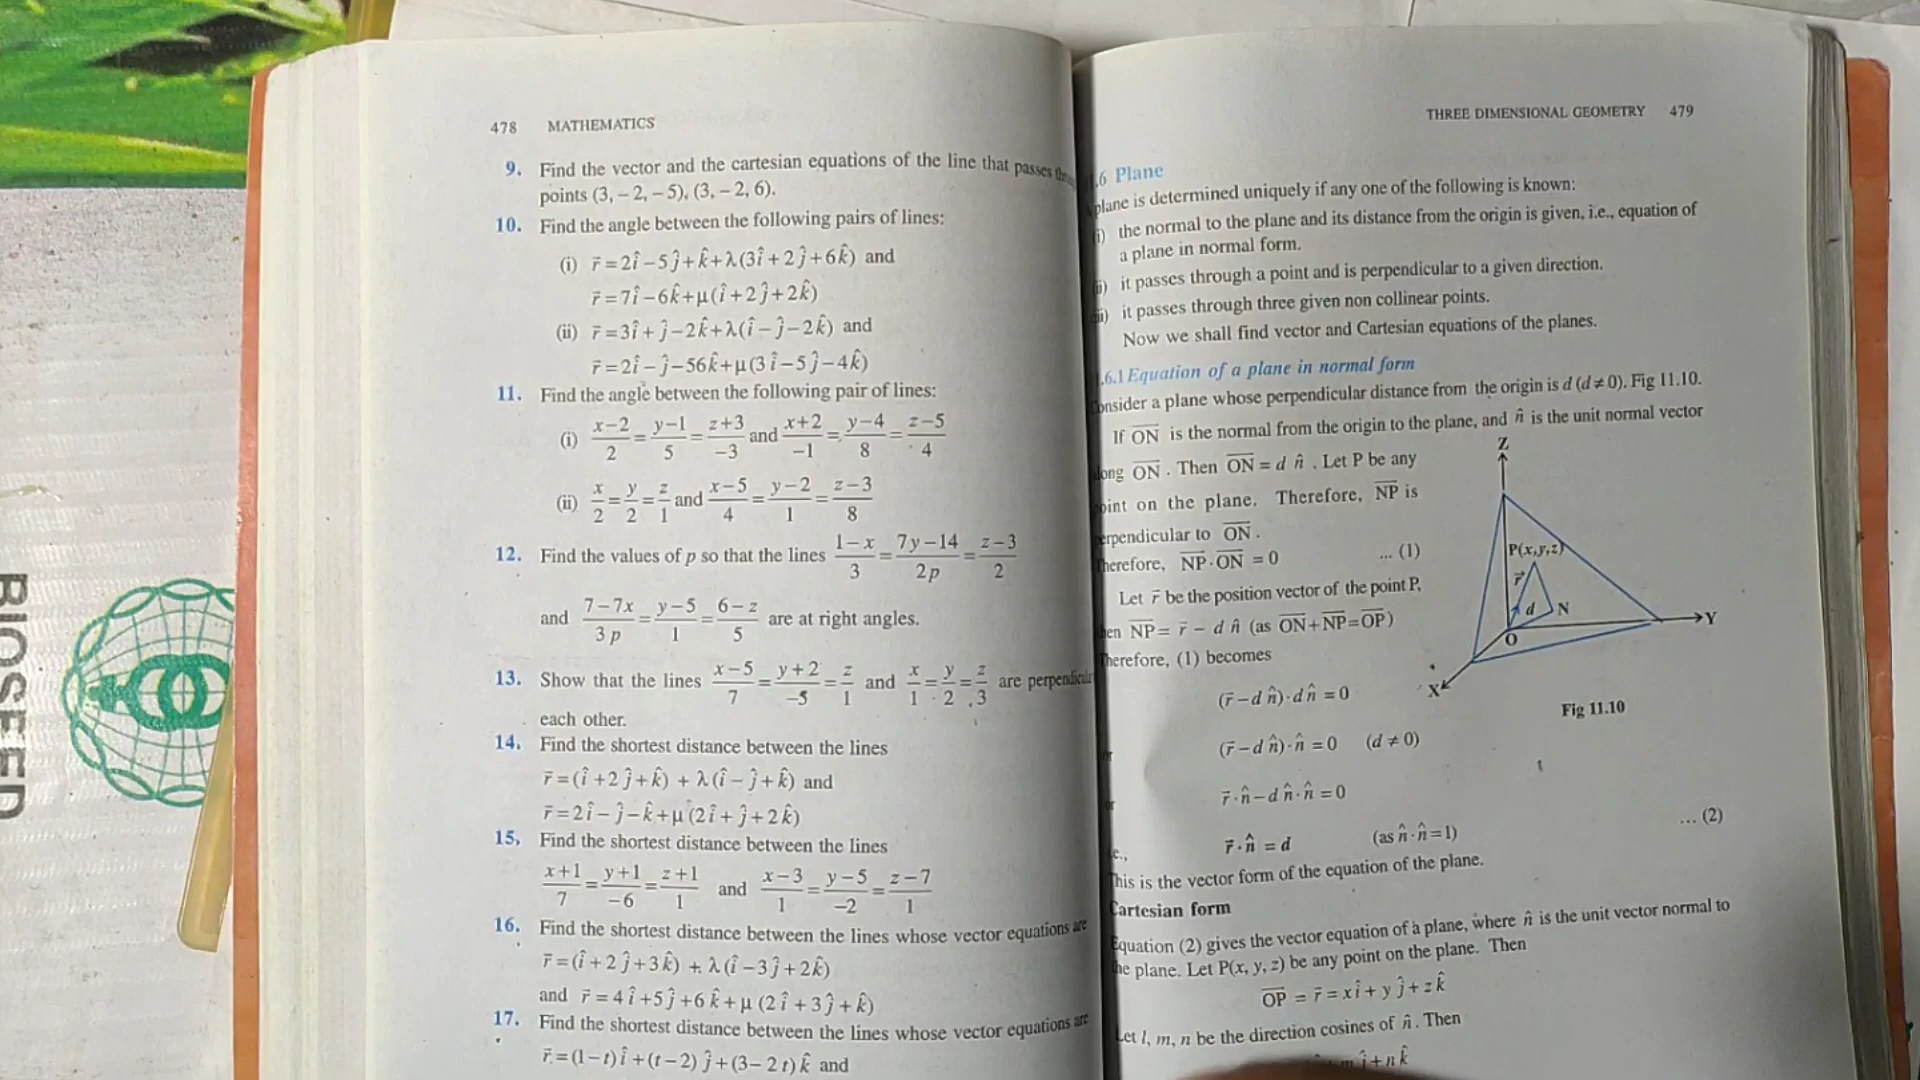 BIOSEED
478 MATHEMATICS
9. Find the vector and the cartesian equations of the line that passes
points (3, – 2, – 5), (3, – 2, 6).
10. Find the angle between the following pairs of lines:
(i) r⃗ = 2î – 5ĵ + k̂ + λ(3î + 2ĵ + 6k̂) and
r⃗ = 7î – 6k̂ + μ(î + 2ĵ + 2k̂)
(ii) r⃗ = 3î + ĵ – 2k̂ + λ(î – ĵ – 2k̂) and
r⃗ = 2î – ĵ – 56k̂ + μ(3î – 5ĵ – 4k̂)
11. Find the angle between the following pair of lines:
(i) (x–2)/2 = (y–1)/5 = (z+3)/–3 and (x+2)/–1 = (y–4)/8 = (z–5)/4
(ii) x/2 = y/2 = z/1 and (x–5)/4 = (y–2)/1 = (z–3)/8
12. Find the values of p so that the lines (1–x)/3 = (7y–14)/2p = (z–3)/2
and (7–7x)/3p = (y–5)/1 = (6–z)/5 are at right angles.
13. Show that the lines (x–5)/7 = (y+2)/–5 = z/1 and x/1 = y/2 = z/3 are
each other.
14. Find the shortest distance between the lines
r⃗ = (î + 2ĵ + k̂) + λ(î – ĵ + k̂) and
r⃗ = 2î – ĵ – k̂ + μ(2î + ĵ + 2k̂)
15. Find the shortest distance between the lines
(x+1)/7 = (y+1)/–6 = (z+1)/1 and (x–3)/1 = (y–5)/–2 = (z–7)/1
16. Find the shortest distance between the lines whose vector equations are
r⃗ = (î + 2ĵ + 3k̂) + λ(î – 3ĵ + 2k̂)
and r⃗ = 4î + 5ĵ + 6k̂ + μ(2î + 3ĵ + k̂)
17. Find the shortest distance between the lines whose vector equations are
r⃗ = (1 – t)î + (t – 2)ĵ + (3 – 2t)k̂ and
THREE DIMENSIONAL GEOMETRY 479
.6 Plane
plane is determined uniquely if any one of the following is known:
(i) the normal to the plane and its distance from the origin is given, i.e., equation of
a plane in normal form.
it passes through a point and is perpendicular to a given direction.
it passes through three given non collinear points.
Now we shall find vector and Cartesian equations of the planes.
.6.1 Equation of a plane in normal form
Consider a plane whose perpendicular distance from the origin is d (d ≠ 0). Fig 11.10.
If ON⃗ is the normal from the origin to the plane, and n̂ is the unit normal vector
ON⃗. Then ON⃗ = d n̂. Let P be any
on the plane. Therefore, NP⃗ is
perpendicular to ON⃗.
Therefore, NP⃗ · ON⃗ = 0 ... (1)
Let r⃗ be the position vector of the point P,
NP⃗ = r⃗ – d n̂ (as ON⃗ + NP⃗ = OP⃗)
Therefore, (1) becomes
(r⃗ – d n̂) · d n̂ = 0
(r⃗ – d n̂) · n̂ = 0 (d ≠ 0)
r⃗ · n̂ – d n̂ · n̂ = 0
r⃗ · n̂ = d (as n̂ · n̂ = 1) ... (2)
This is the vector form of the equation of the plane.
Cartesian form
Equation (2) gives the vector equation of a plane, where n̂ is the unit vector normal to
the plane. Let P(x, y, z) be any point on the plane. Then
OP⃗ = r⃗ = xî + yĵ + zk̂
Let l, m, n be the direction cosines of n̂. Then
ĵ + n k̂
Z
P(x,y,z)
r⃗
d
N
O
Y
X
Fig 11.10